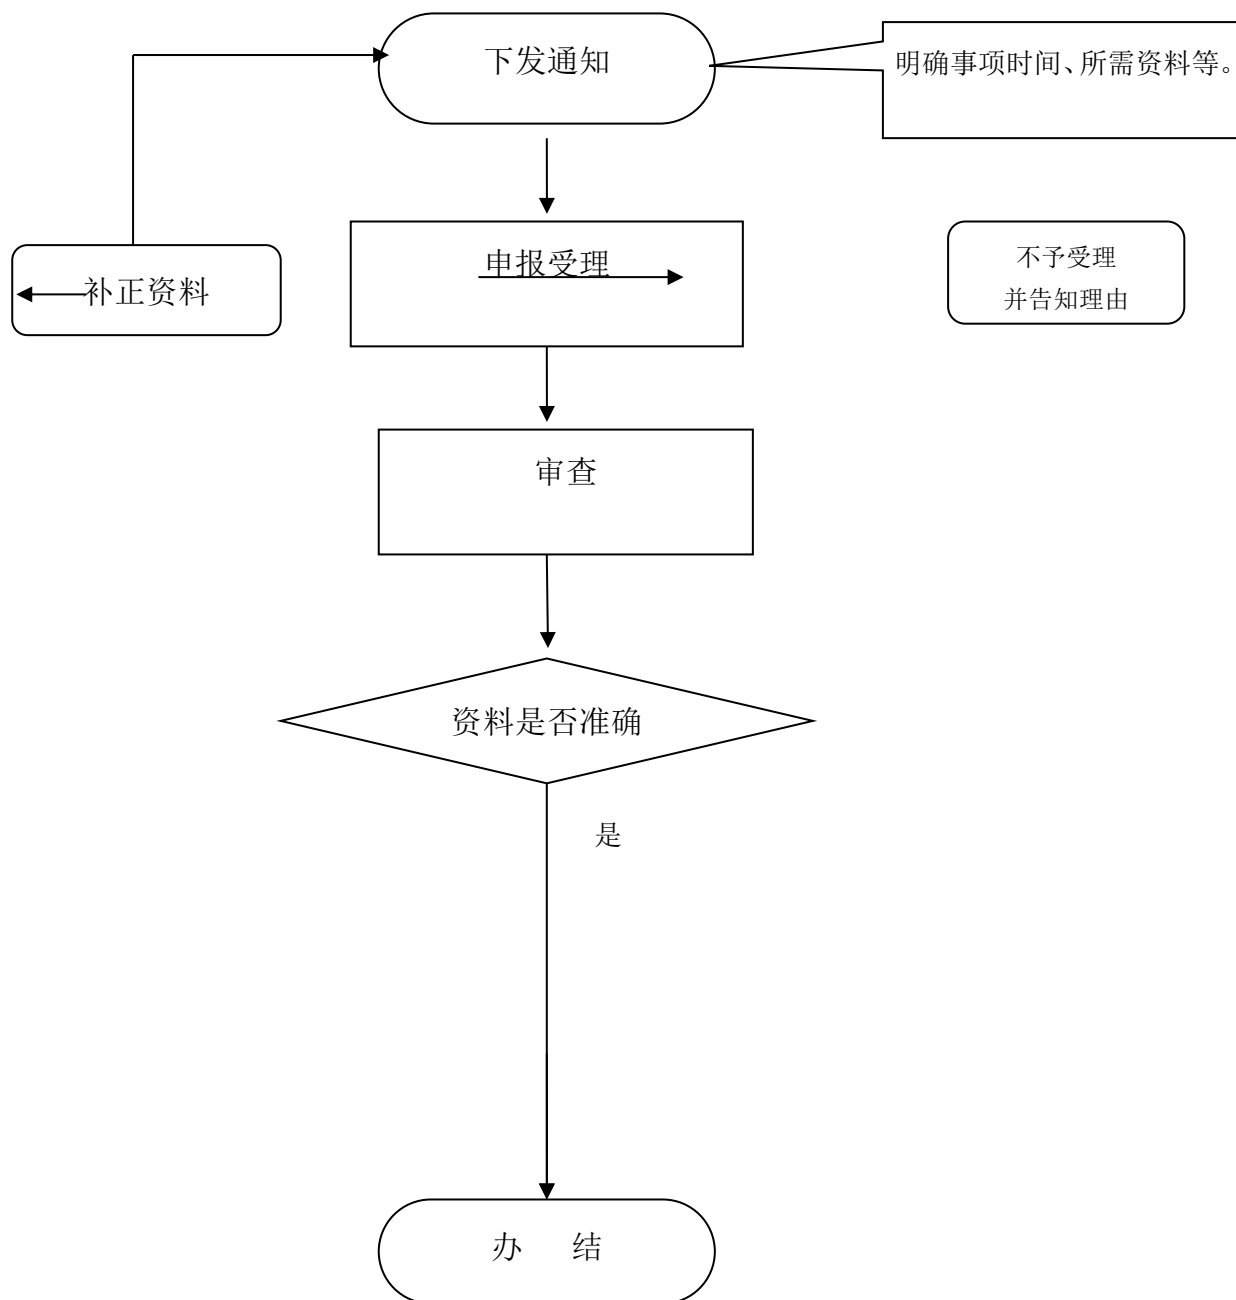 下发通知
明确事项时间、所需资料等。
申报受理
补正资料
不予受理
并告知理由
审查
资料是否准确
是
办 结